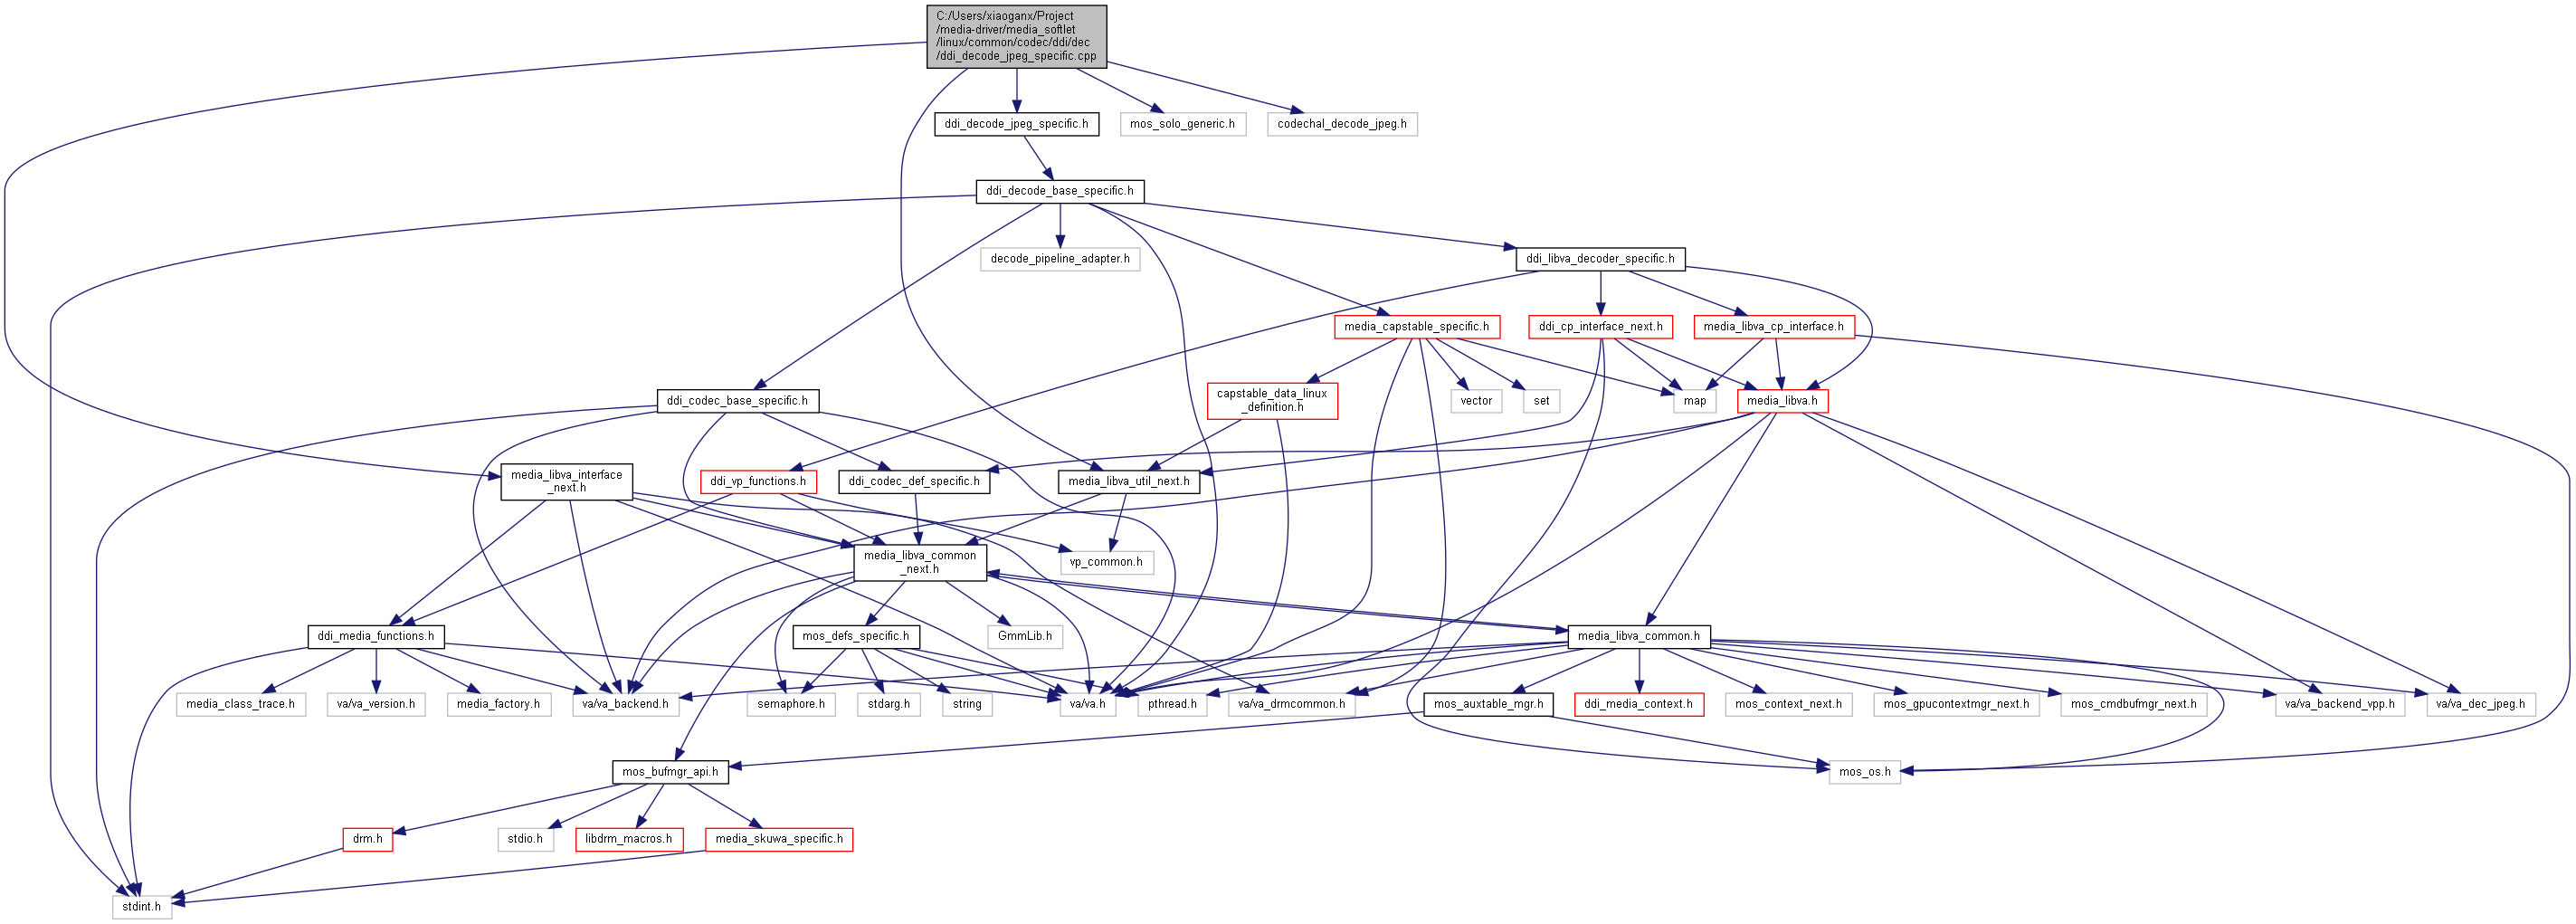 C:/Users/xiaoganx/Project
/media-driver/media_softlet
/linux/common/codec/ddi/dec
/ddi_decode_jpeg_specific.cpp
ddi_decode_jpeg_specific.h
mos_solo_generic.h
codechal_decode_jpeg.h
ddi_decode_base_specific.h
decode_pipeline_adapter.h
ddi_libva_decoder_specific.h
media_capstable_specific.h
ddi_cp_interface_next.h
media_libva_cp_interface.h
ddi_codec_base_specific.h
capstable_data_linux
_definition.h
vector
set
map
media_libva.h
media_libva_interface
_next.h
ddi_vp_functions.h
ddi_codec_def_specific.h
media_libva_util_next.h
media_libva_common
_next.h
vp_common.h
ddi_media_functions.h
mos_defs_specific.h
GmmLib.h
media_libva_common.h
media_class_trace.h
va/va_version.h
media_factory.h
va/va_backend.h
semaphore.h
stdarg.h
string
va/va.h
pthread.h
va/va_drmcommon.h
mos_auxtable_mgr.h
ddi_media_context.h
mos_context_next.h
mos_gpucontextmgr_next.h
mos_cmdbufmgr_next.h
va/va_backend_vpp.h
va/va_dec_jpeg.h
mos_bufmgr_api.h
mos_os.h
drm.h
stdio.h
libdrm_macros.h
media_skuwa_specific.h
stdint.h